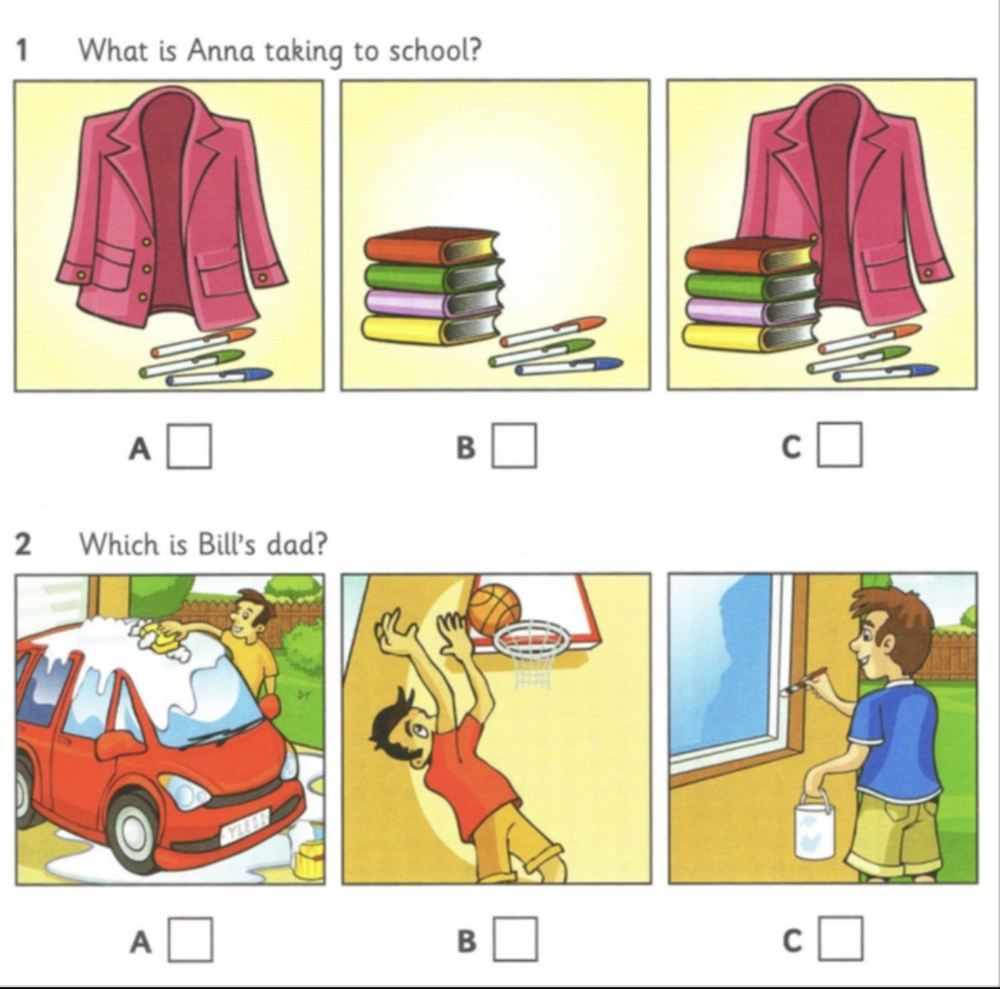 1 What is Anna taking to school?
A B C
2 Which is Bill's dad?
A B C